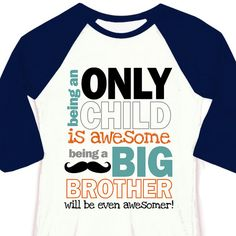 being an
ONLY
CHILD
is awesome
being a
BIG
BROTHER
will be even awesomer!